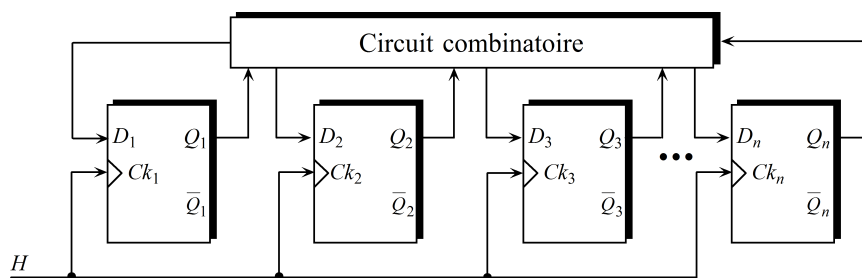 Circuit combinatoire
D₁ Q₁ D₂ Q₂ D₃ Q₃ Dₙ Qₙ
Ck₁ Ck₂ Ck₃ ••• Ckₙ
Q̅₁ Q̅₂ Q̅₃ Q̅ₙ
H